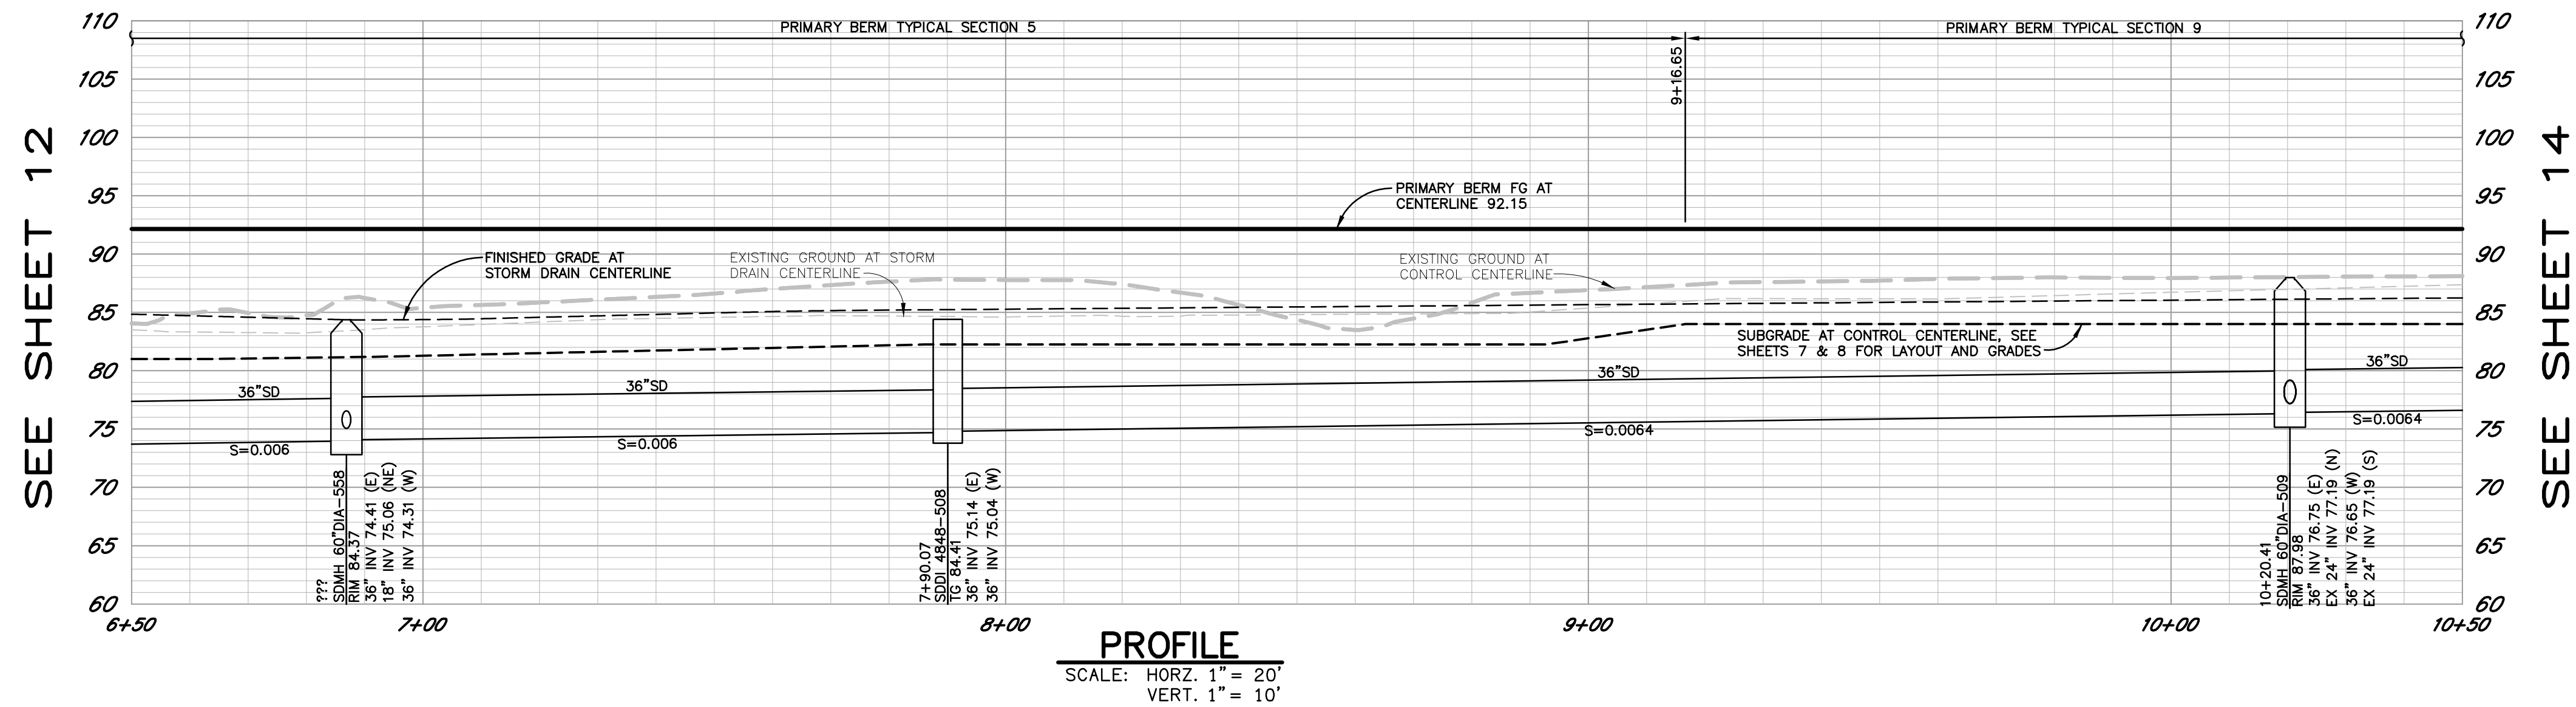 PRIMARY BERM TYPICAL SECTION 5
PRIMARY BERM TYPICAL SECTION 9
9+16.65
110
105
100
95
90
85
80
75
70
65
60
110
105
100
95
90
85
80
75
70
65
60
SEE SHEET 12
SEE SHEET 14
PRIMARY BERM FG AT
CENTERLINE 92.15
FINISHED GRADE AT
STORM DRAIN CENTERLINE
EXISTING GROUND AT STORM
DRAIN CENTERLINE
EXISTING GROUND AT
CONTROL CENTERLINE
SUBGRADE AT CONTROL CENTERLINE, SEE
SHEETS 7 & 8 FOR LAYOUT AND GRADES
36"SD
36"SD
36"SD
36"SD
S=0.006
S=0.006
S=0.0064
S=0.0064
???
SDMH 60"DIA-558
RIM 84.37
36" INV 74.41 (E)
18" INV 75.06 (NE)
36" INV 74.31 (W)
7+90.07
SDDI 4848-508
TG 84.41
36" INV 75.14 (E)
36" INV 75.04 (W)
10+20.41
SDMH 60"DIA-509
RIM 87.98
36" INV 76.75 (E)
EX 24" INV 77.19 (N)
36" INV 76.65 (W)
EX 24" INV 77.19 (S)
6+50
7+00
8+00
9+00
10+00
10+50
PROFILE
SCALE: HORZ. 1"= 20'
VERT. 1"= 10'